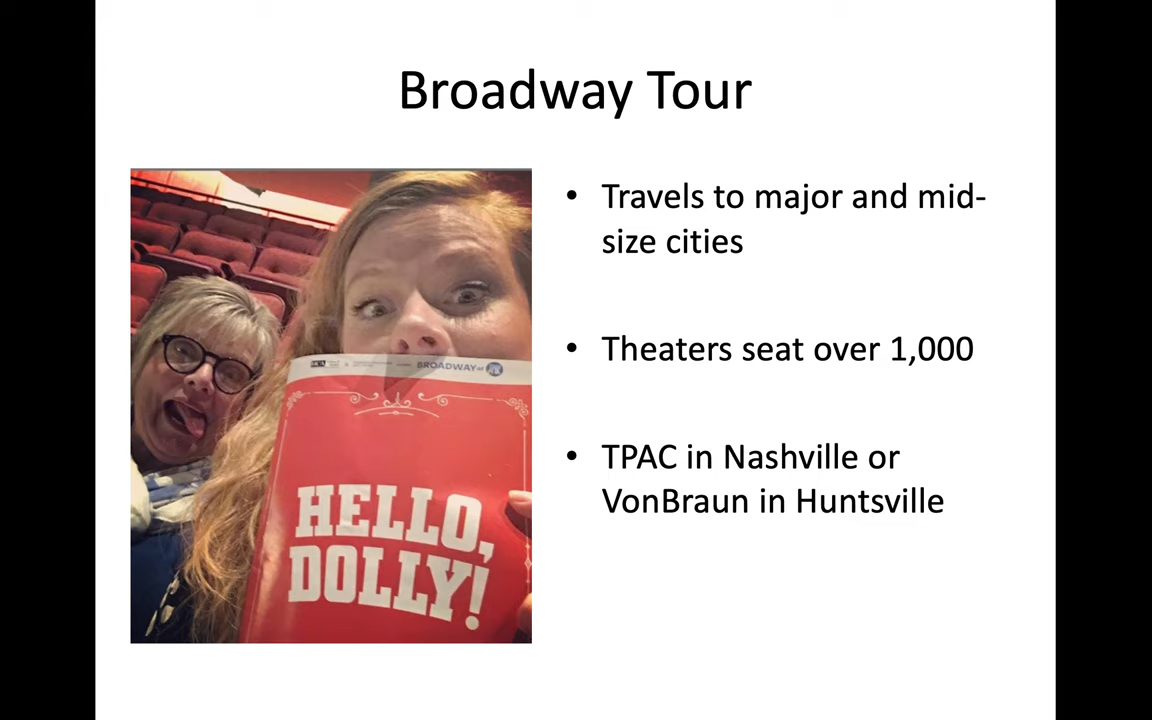 Broadway Tour
• Travels to major and mid-
size cities
• Theaters seat over 1,000
• TPAC in Nashville or
VonBraun in Huntsville
BROADWAY at
HELLO,
DOLLY!